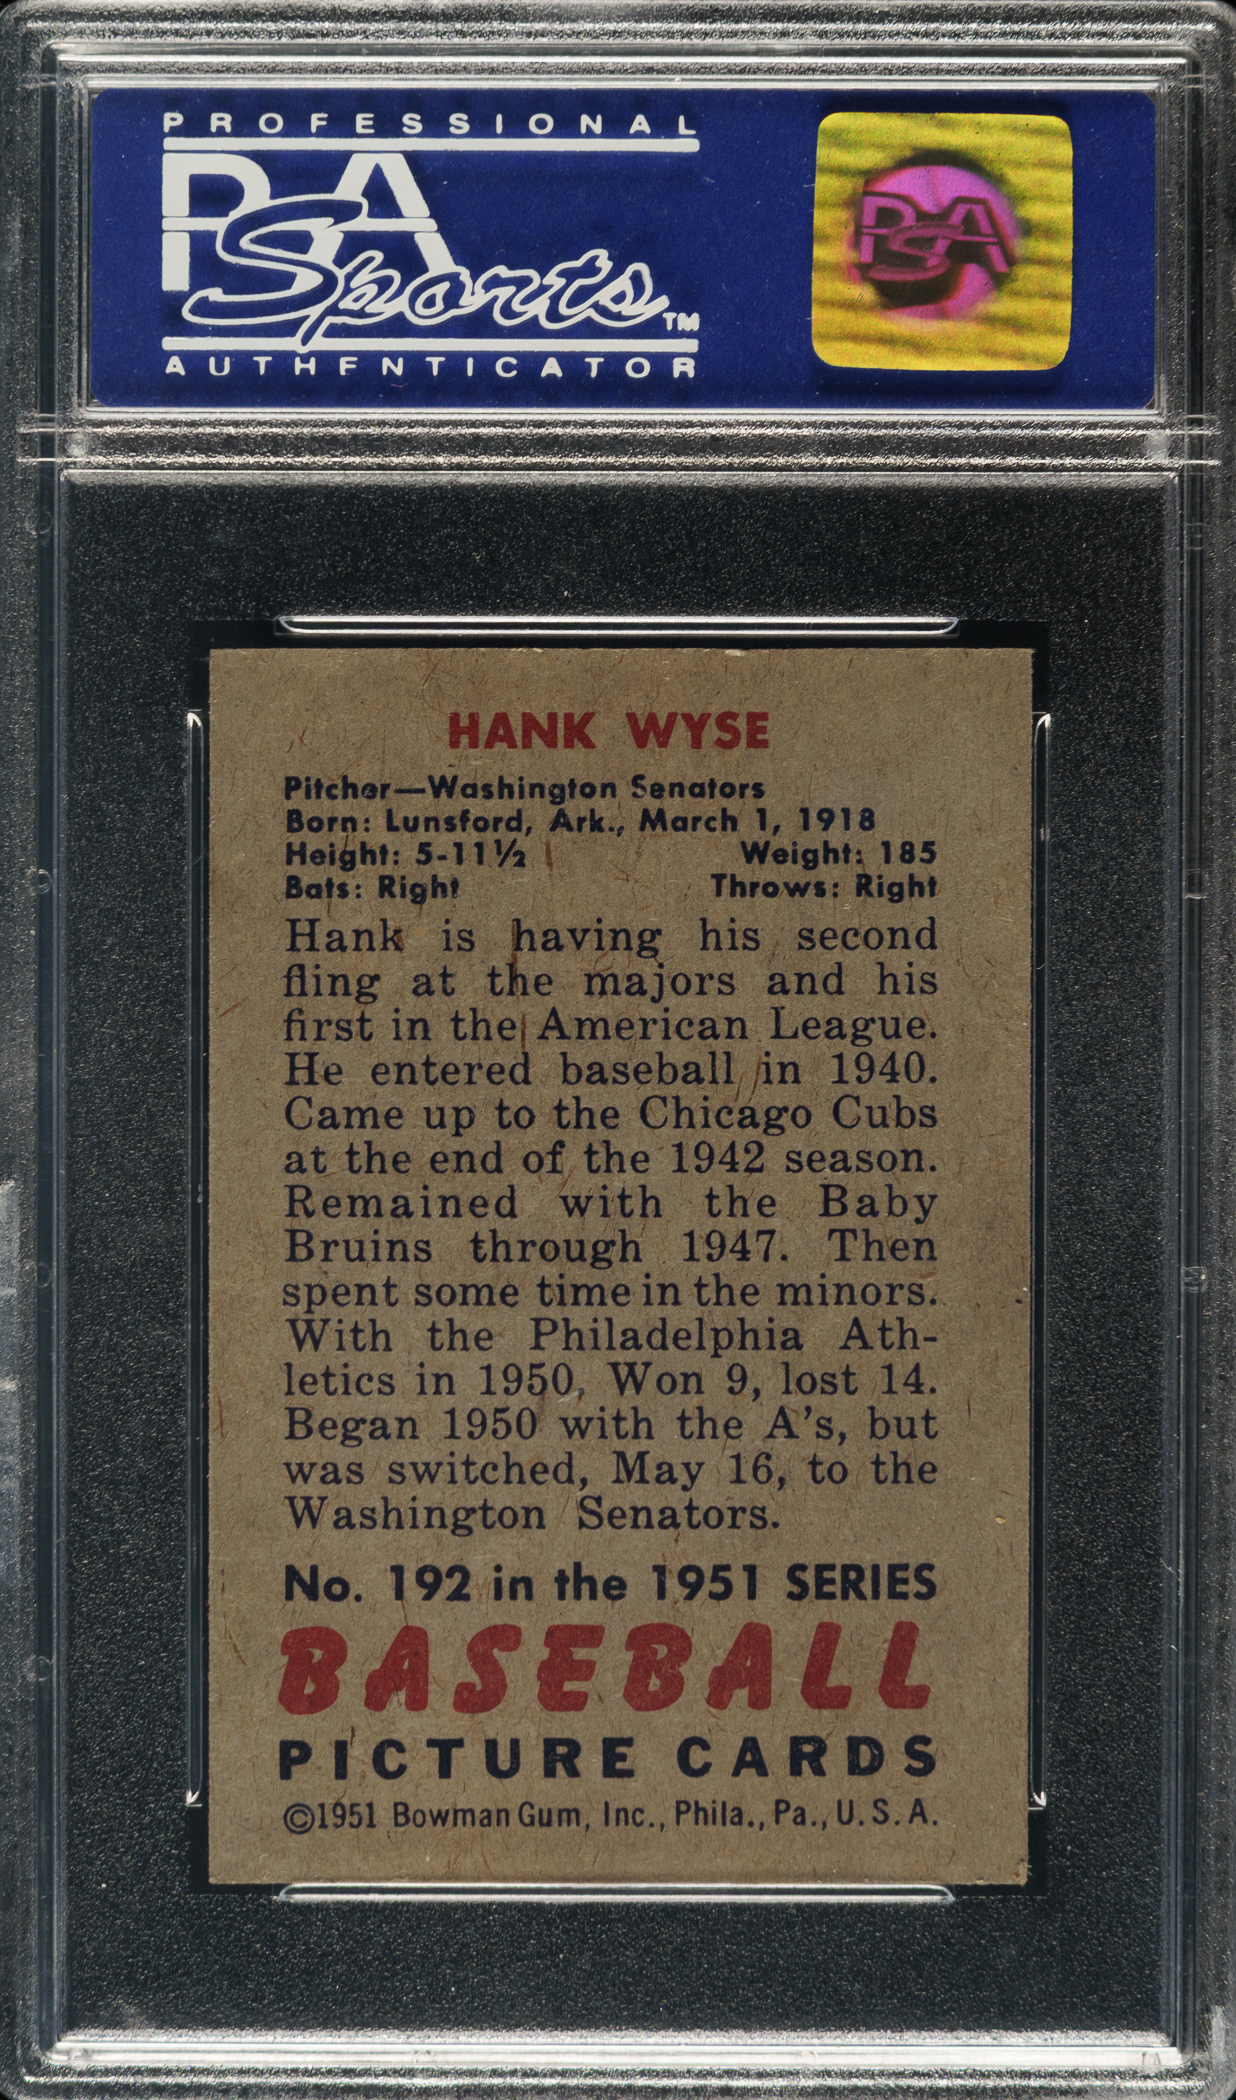 PROFESSIONAL
PSA
Sports™
AUTHENTICATOR
PSA
HANK WYSE
Pitcher—Washington Senators
Born: Lunsford, Ark., March 1, 1918
Height: 5-11½ Weight: 185
Bats: Right Throws: Right
Hank is having his second
fling at the majors and his
first in the American League.
He entered baseball in 1940.
Came up to the Chicago Cubs
at the end of the 1942 season.
Remained with the Baby
Bruins through 1947. Then
spent some time in the minors.
With the Philadelphia Ath-
letics in 1950, Won 9, lost 14.
Began 1950 with the A's, but
was switched, May 16, to the
Washington Senators.
No. 192 in the 1951 SERIES
BASEBALL
PICTURE CARDS
©1951 Bowman Gum, Inc., Phila., Pa., U.S.A.